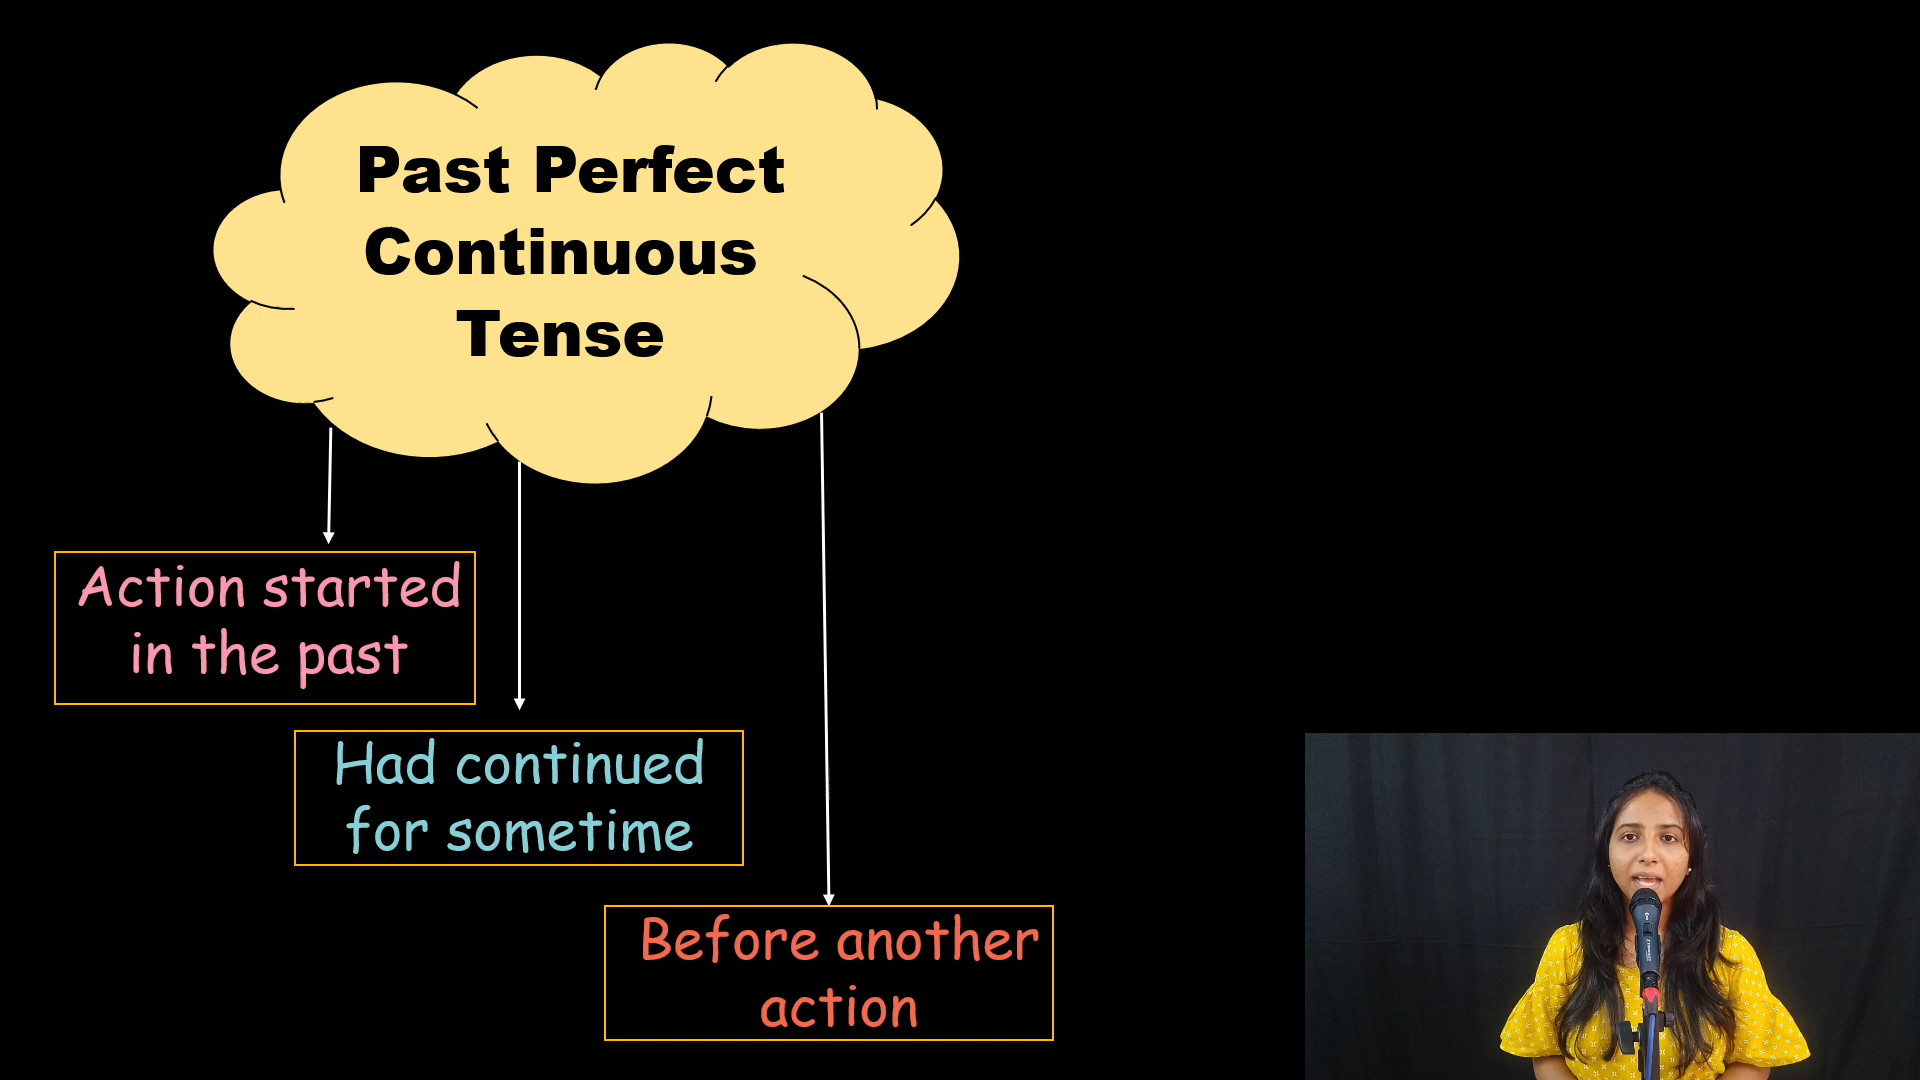 Past Perfect
Continuous
Tense
Action started
in the past
Had continued
for sometime
Before another
action